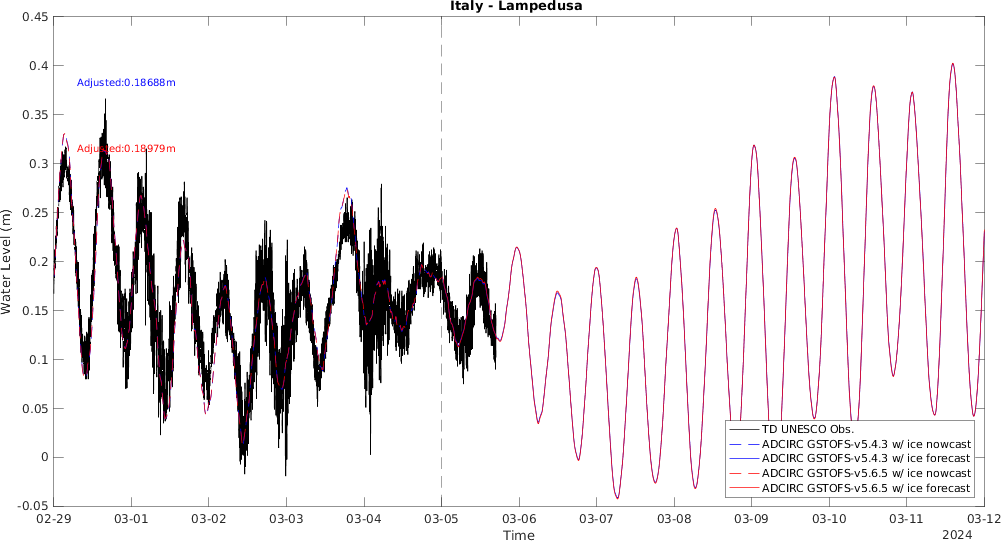 Italy - Lampedusa
0.45
0.4
0.35
0.3
0.25
0.2
0.15
0.1
0.05
0
-0.05
Water Level (m)
Adjusted:0.18688m
Adjusted:0.18979m
TD UNESCO Obs.
ADCIRC GSTOFS-v5.4.3 w/ ice nowcast
ADCIRC GSTOFS-v5.4.3 w/ ice forecast
ADCIRC GSTOFS-v5.6.5 w/ ice nowcast
ADCIRC GSTOFS-v5.6.5 w/ ice forecast
02-29 03-01 03-02 03-03 03-04 03-05 03-06 03-07 03-08 03-09 03-10 03-11 03-12
Time
2024